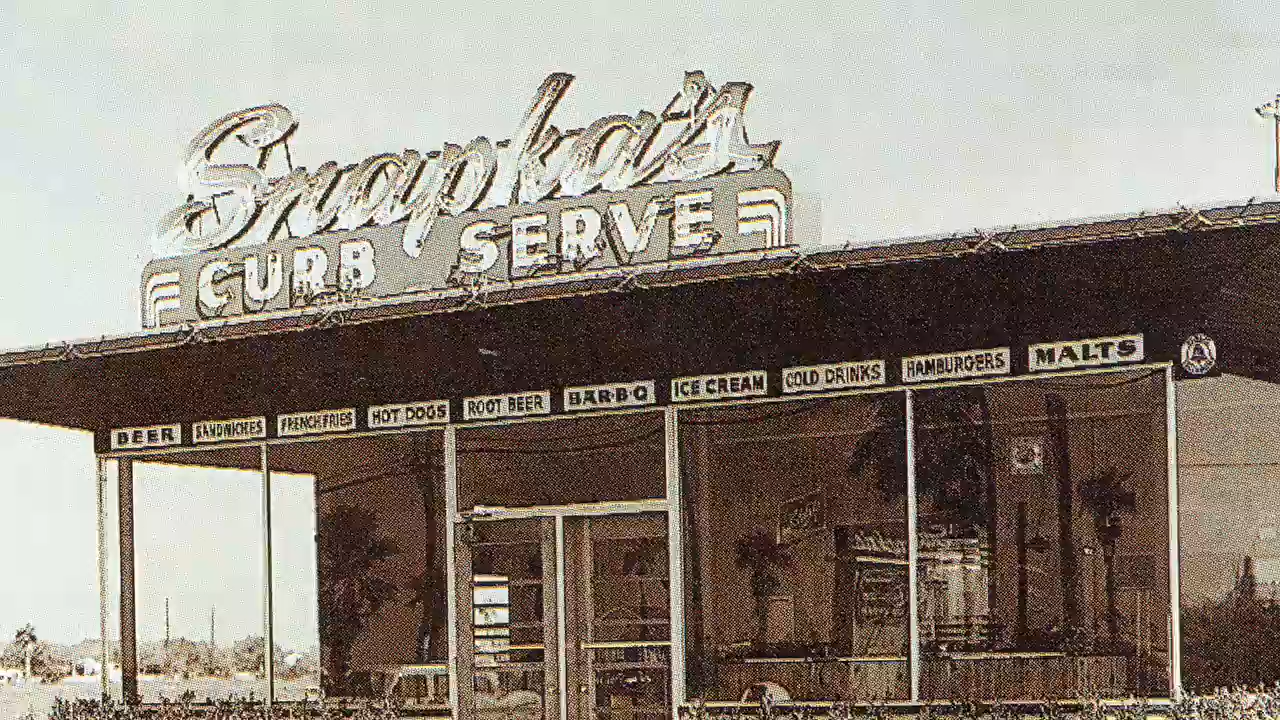 Snapka's
CURB SERVE
BEER SANDWICHES FRENCH FRIES HOT DOGS ROOT BEER BAR-B-Q ICE CREAM COLD DRINKS HAMBURGERS MALTS